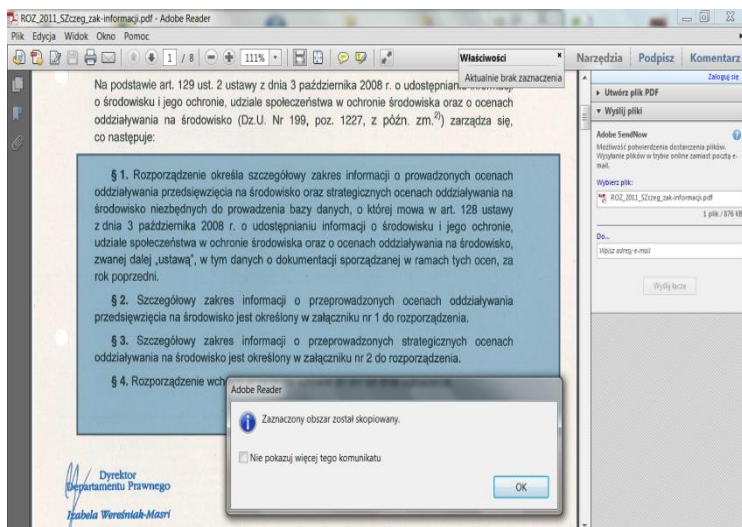 ROZ_2011_SZczeg_zak-informacji.pdf - Adobe Reader
Plik Edycja Widok Okno Pomoc
1 / 8 111% Narzędzia Podpisz Komentarz
Właściwości
Aktualnie brak zaznaczenia
Na podstawie art. 129 ust. 2 ustawy z dnia 3 października 2008 r. o udostępnianiu
o środowisku i jego ochronie, udziale społeczeństwa w ochronie środowiska oraz o ocenach
oddziaływania na środowisko (Dz.U. Nr 199, poz. 1227, z późn. zm.2)) zarządza się,
co następuje:
§ 1. Rozporządzenie określa szczegółowy zakres informacji o prowadzonych ocenach
oddziaływania przedsięwzięcia na środowisko oraz strategicznych ocenach oddziaływania na
środowisko niezbędnych do prowadzenia bazy danych, o której mowa w art. 128 ustawy
z dnia 3 października 2008 r. o udostępnianiu informacji o środowisku i jego ochronie,
udziale społeczeństwa w ochronie środowiska oraz o ocenach oddziaływania na środowisko,
zwanej dalej „ustawą”, w tym danych o dokumentacji sporządzanej w ramach tych ocen, za
rok poprzedni.
§ 2. Szczegółowy zakres informacji o przeprowadzonych ocenach oddziaływania
przedsięwzięcia na środowisko jest określony w załączniku nr 1 do rozporządzenia.
§ 3. Szczegółowy zakres informacji o przeprowadzonych strategicznych ocenach
oddziaływania na środowisko jest określony w załączniku nr 2 do rozporządzenia.
§ 4. Rozporządzenie wch
Adobe Reader
Zaznaczony obszar został skopiowany.
Nie pokazuj więcej tego komunikatu
OK
Dyrektor
Departamentu Prawnego
Izabela Wereśniak-Masri
Zaloguj się
Utwórz plik PDF
Wyślij pliki
Adobe SendNow
Możliwość potwierdzenia dostarczenia plików.
Wysyłanie plików w trybie online zamiast pocztą e-
mail.
Wybierz plik:
ROZ_2011_SZczeg_zak-informacji.pdf
1 plik / 876 KB
Do...
Wpisz adresy e-mail
Wyślij łącze